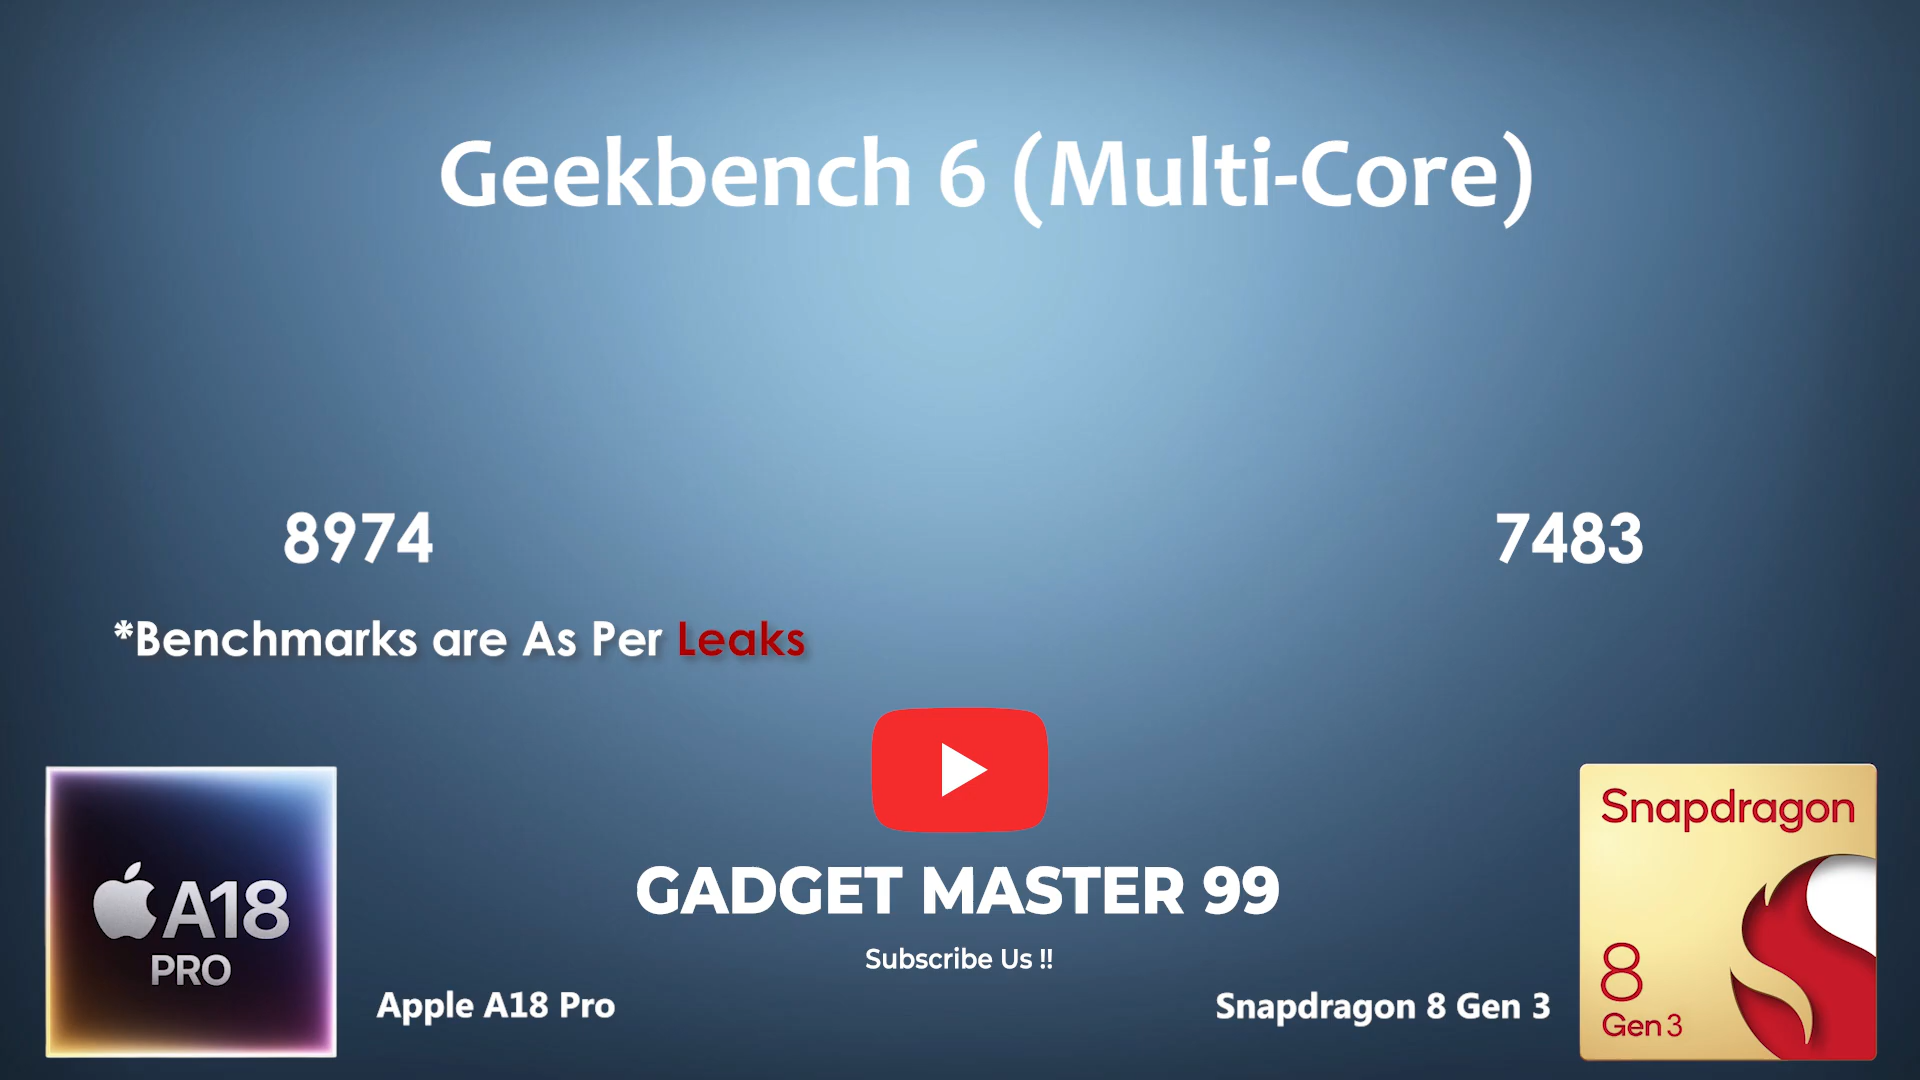 Geekbench 6 (Multi-Core)
8974
7483
*Benchmarks are As Per Leaks
A18
PRO
Apple A18 Pro
GADGET MASTER 99
Subscribe Us !!
Snapdragon 8 Gen 3
Snapdragon
8
Gen 3